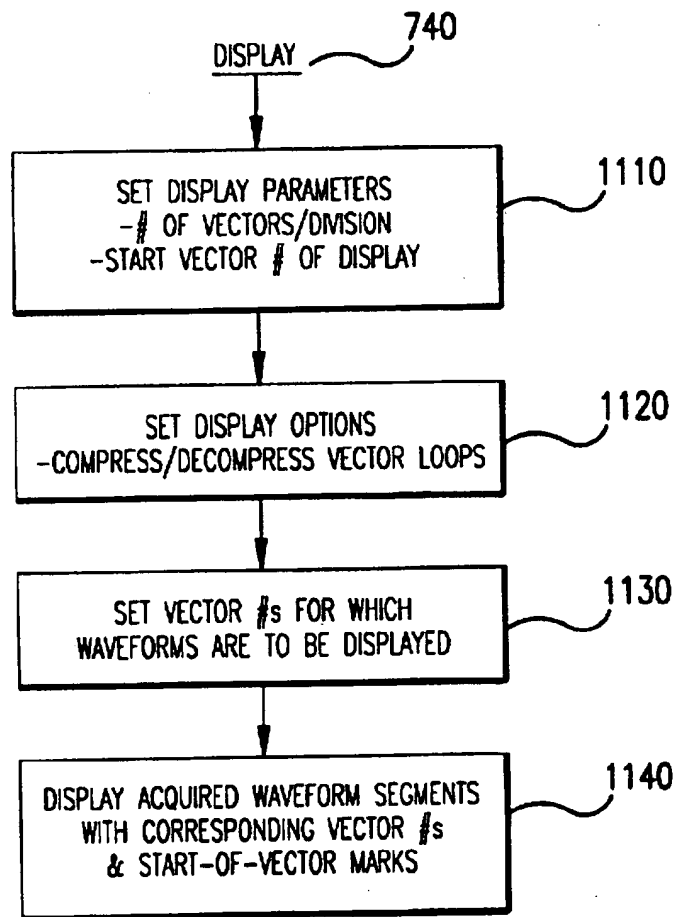 DISPLAY 740
SET DISPLAY PARAMETERS
-# OF VECTORS/DIVISION
-START VECTOR # OF DISPLAY
1110
SET DISPLAY OPTIONS
-COMPRESS/DECOMPRESS VECTOR LOOPS
1120
SET VECTOR #s FOR WHICH
WAVEFORMS ARE TO BE DISPLAYED
1130
DISPLAY ACQUIRED WAVEFORM SEGMENTS
WITH CORRESPONDING VECTOR #s
& START-OF-VECTOR MARKS
1140